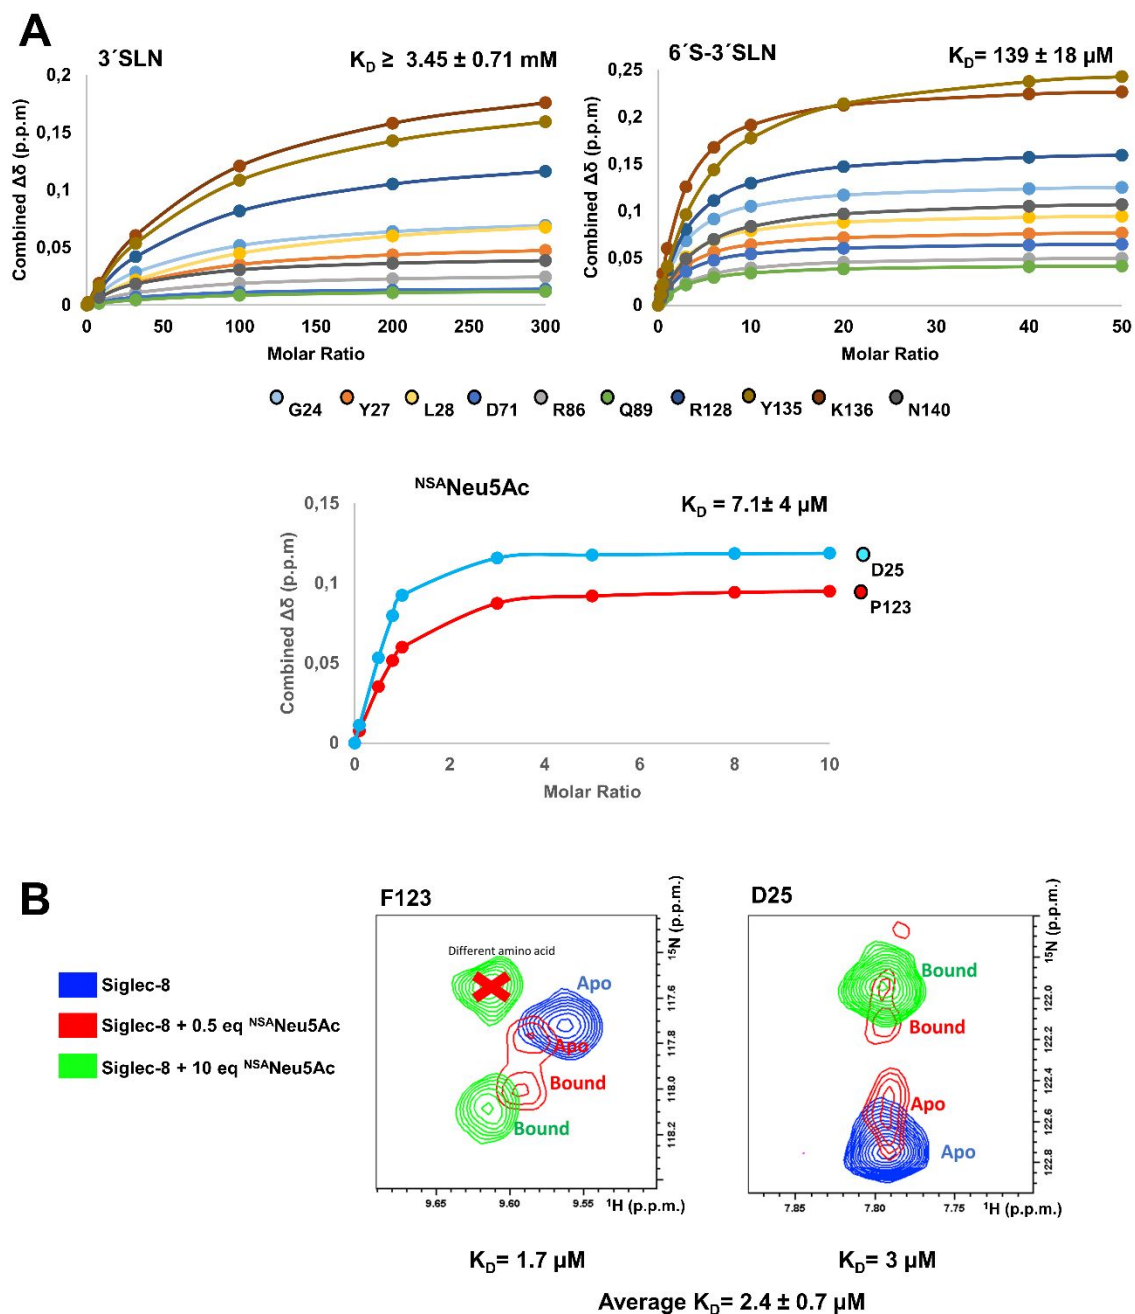 A
3´SLN
K_D ≥ 3.45 ± 0.71 mM
Combined Δδ (p.p.m)
0,2
0,15
0,1
0,05
0
0 50 100 150 200 250 300
Molar Ratio
6´S-3´SLN
K_D= 139 ± 18 µM
Combined Δδ (p.p.m)
0,25
0,2
0,15
0,1
0,05
0
0 10 20 30 40 50
Molar Ratio
G24 Y27 L28 D71 R86 Q89 R128 Y135 K136 N140
^NSA Neu5Ac
K_D = 7.1± 4 µM
Combined Δδ (p.p.m)
0,15
0,1
0,05
0
0 2 4 6 8 10
Molar Ratio
D25
P123
B
Siglec-8
Siglec-8 + 0.5 eq ^NSA Neu5Ac
Siglec-8 + 10 eq ^NSA Neu5Ac
F123
Different amino acid
Apo
Apo
Bound
Bound
¹⁵N (p.p.m.)
117.6
117.8
118.0
118.2
9.65 9.60 9.55
¹H (p.p.m.)
K_D= 1.7 µM
D25
Bound
Bound
Apo
Apo
¹⁵N (p.p.m.)
122.0
122.2
122.4
122.6
122.8
7.85 7.80 7.75
¹H (p.p.m.)
K_D= 3 µM
Average K_D= 2.4 ± 0.7 µM